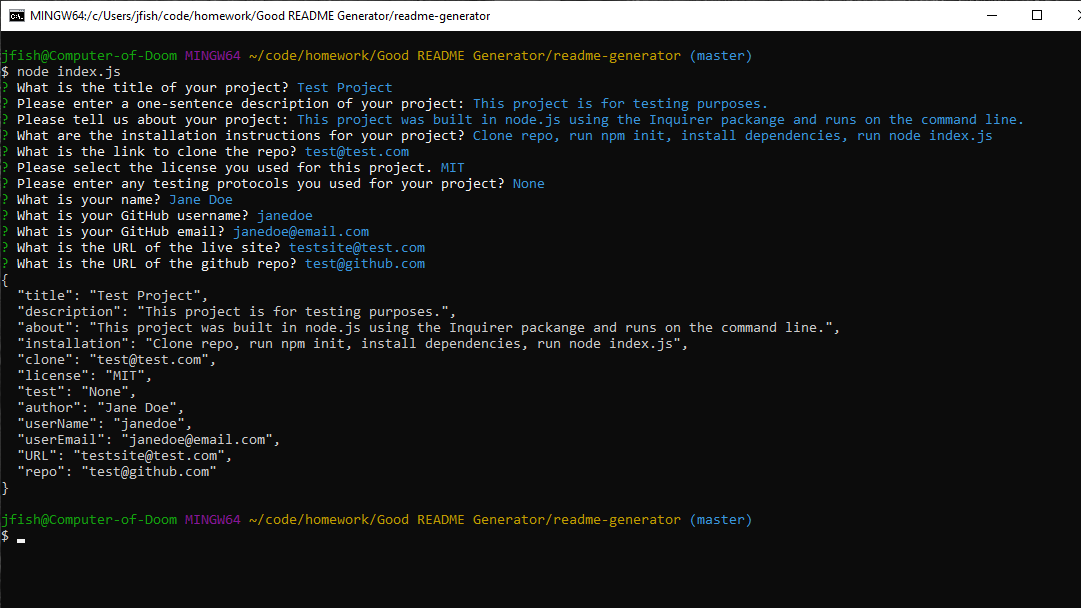 MINGW64:/c/Users/jfish/code/homework/Good README Generator/readme-generator
jfish@Computer-of-Doom MINGW64 ~/code/homework/Good README Generator/readme-generator (master)
$ node index.js
? What is the title of your project? Test Project
? Please enter a one-sentence description of your project: This project is for testing purposes.
? Please tell us about your project: This project was built in node.js using the Inquirer packange and runs on the command line.
? What are the installation instructions for your project? Clone repo, run npm init, install dependencies, run node index.js
? What is the link to clone the repo? test@test.com
? Please select the license you used for this project. MIT
? Please enter any testing protocols you used for your project? None
? What is your name? Jane Doe
? What is your GitHub username? janedoe
? What is your GitHub email? janedoe@email.com
? What is the URL of the live site? testsite@test.com
? What is the URL of the github repo? test@github.com
{
  "title": "Test Project",
  "description": "This project is for testing purposes.",
  "about": "This project was built in node.js using the Inquirer packange and runs on the command line.",
  "installation": "Clone repo, run npm init, install dependencies, run node index.js",
  "clone": "test@test.com",
  "license": "MIT",
  "test": "None",
  "author": "Jane Doe",
  "userName": "janedoe",
  "userEmail": "janedoe@email.com",
  "URL": "testsite@test.com",
  "repo": "test@github.com"
}
jfish@Computer-of-Doom MINGW64 ~/code/homework/Good README Generator/readme-generator (master)
$